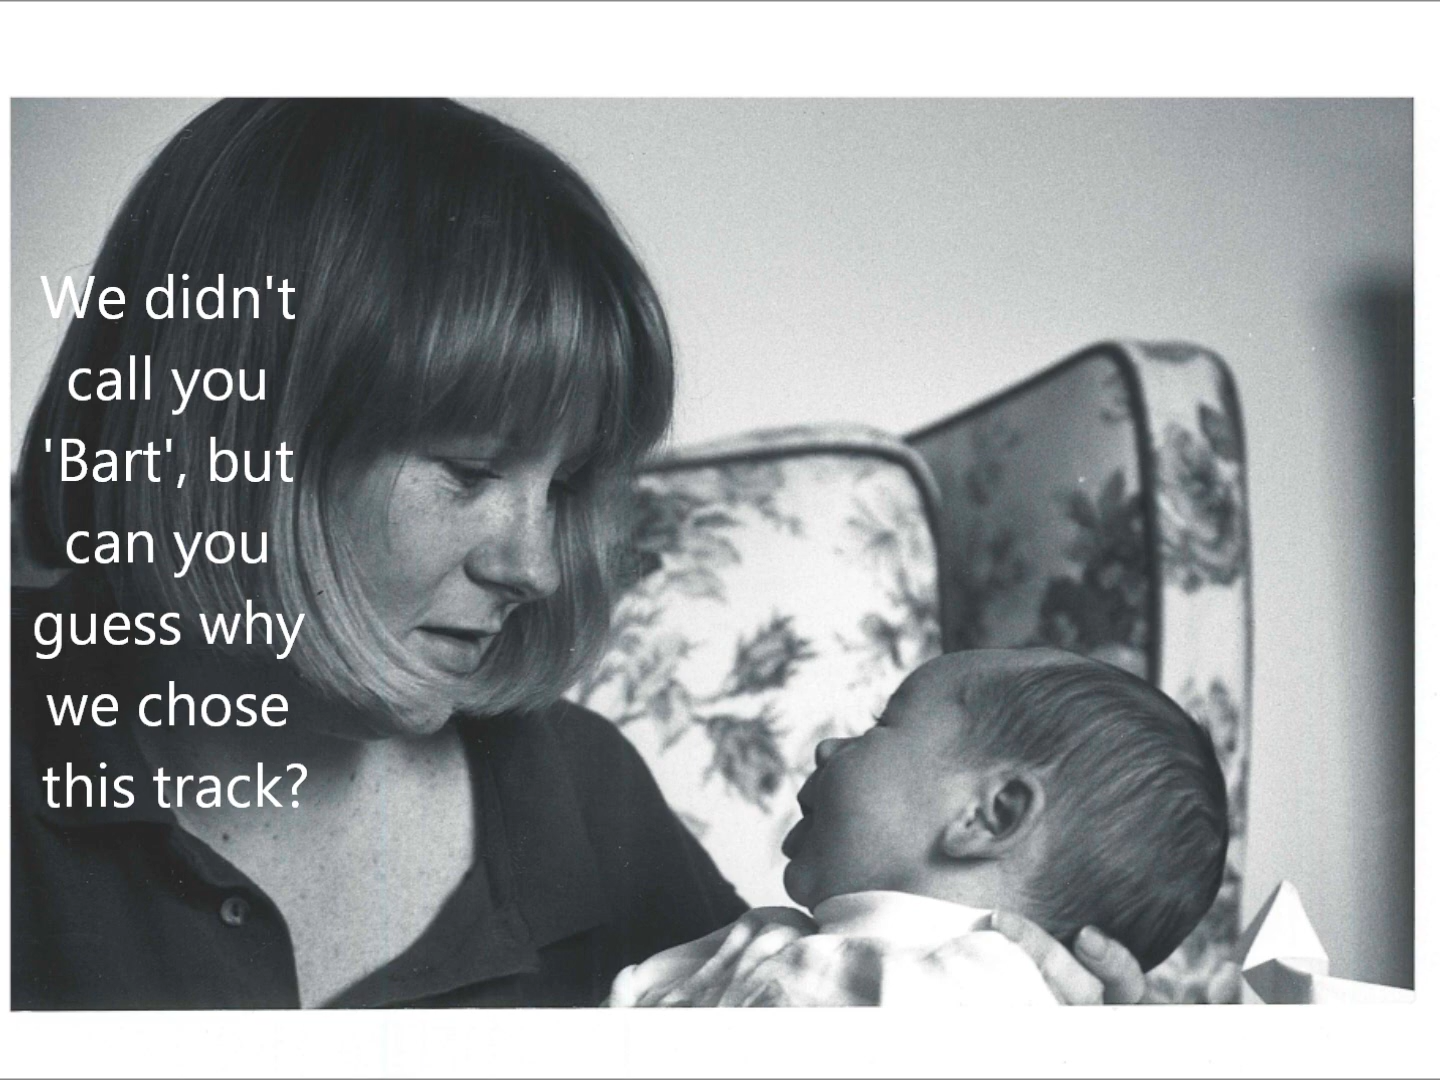 We didn't
call you
'Bart', but
can you
guess why
we chose
this track?